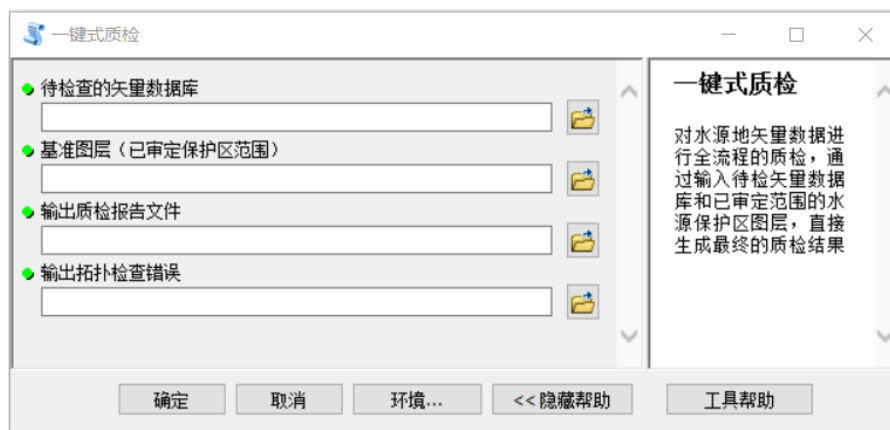 一键式质检
待检查的矢量数据库
基准图层（已审定保护区范围）
输出质检报告文件
输出拓扑检查错误
一键式质检
对水源地矢量数据进
行全流程的质检，通
过输入待检矢量数据
库和已审定范围的水
源保护区图层，直接
生成最终的质检结果
确定
取消
环境...
<<隐藏帮助
工具帮助